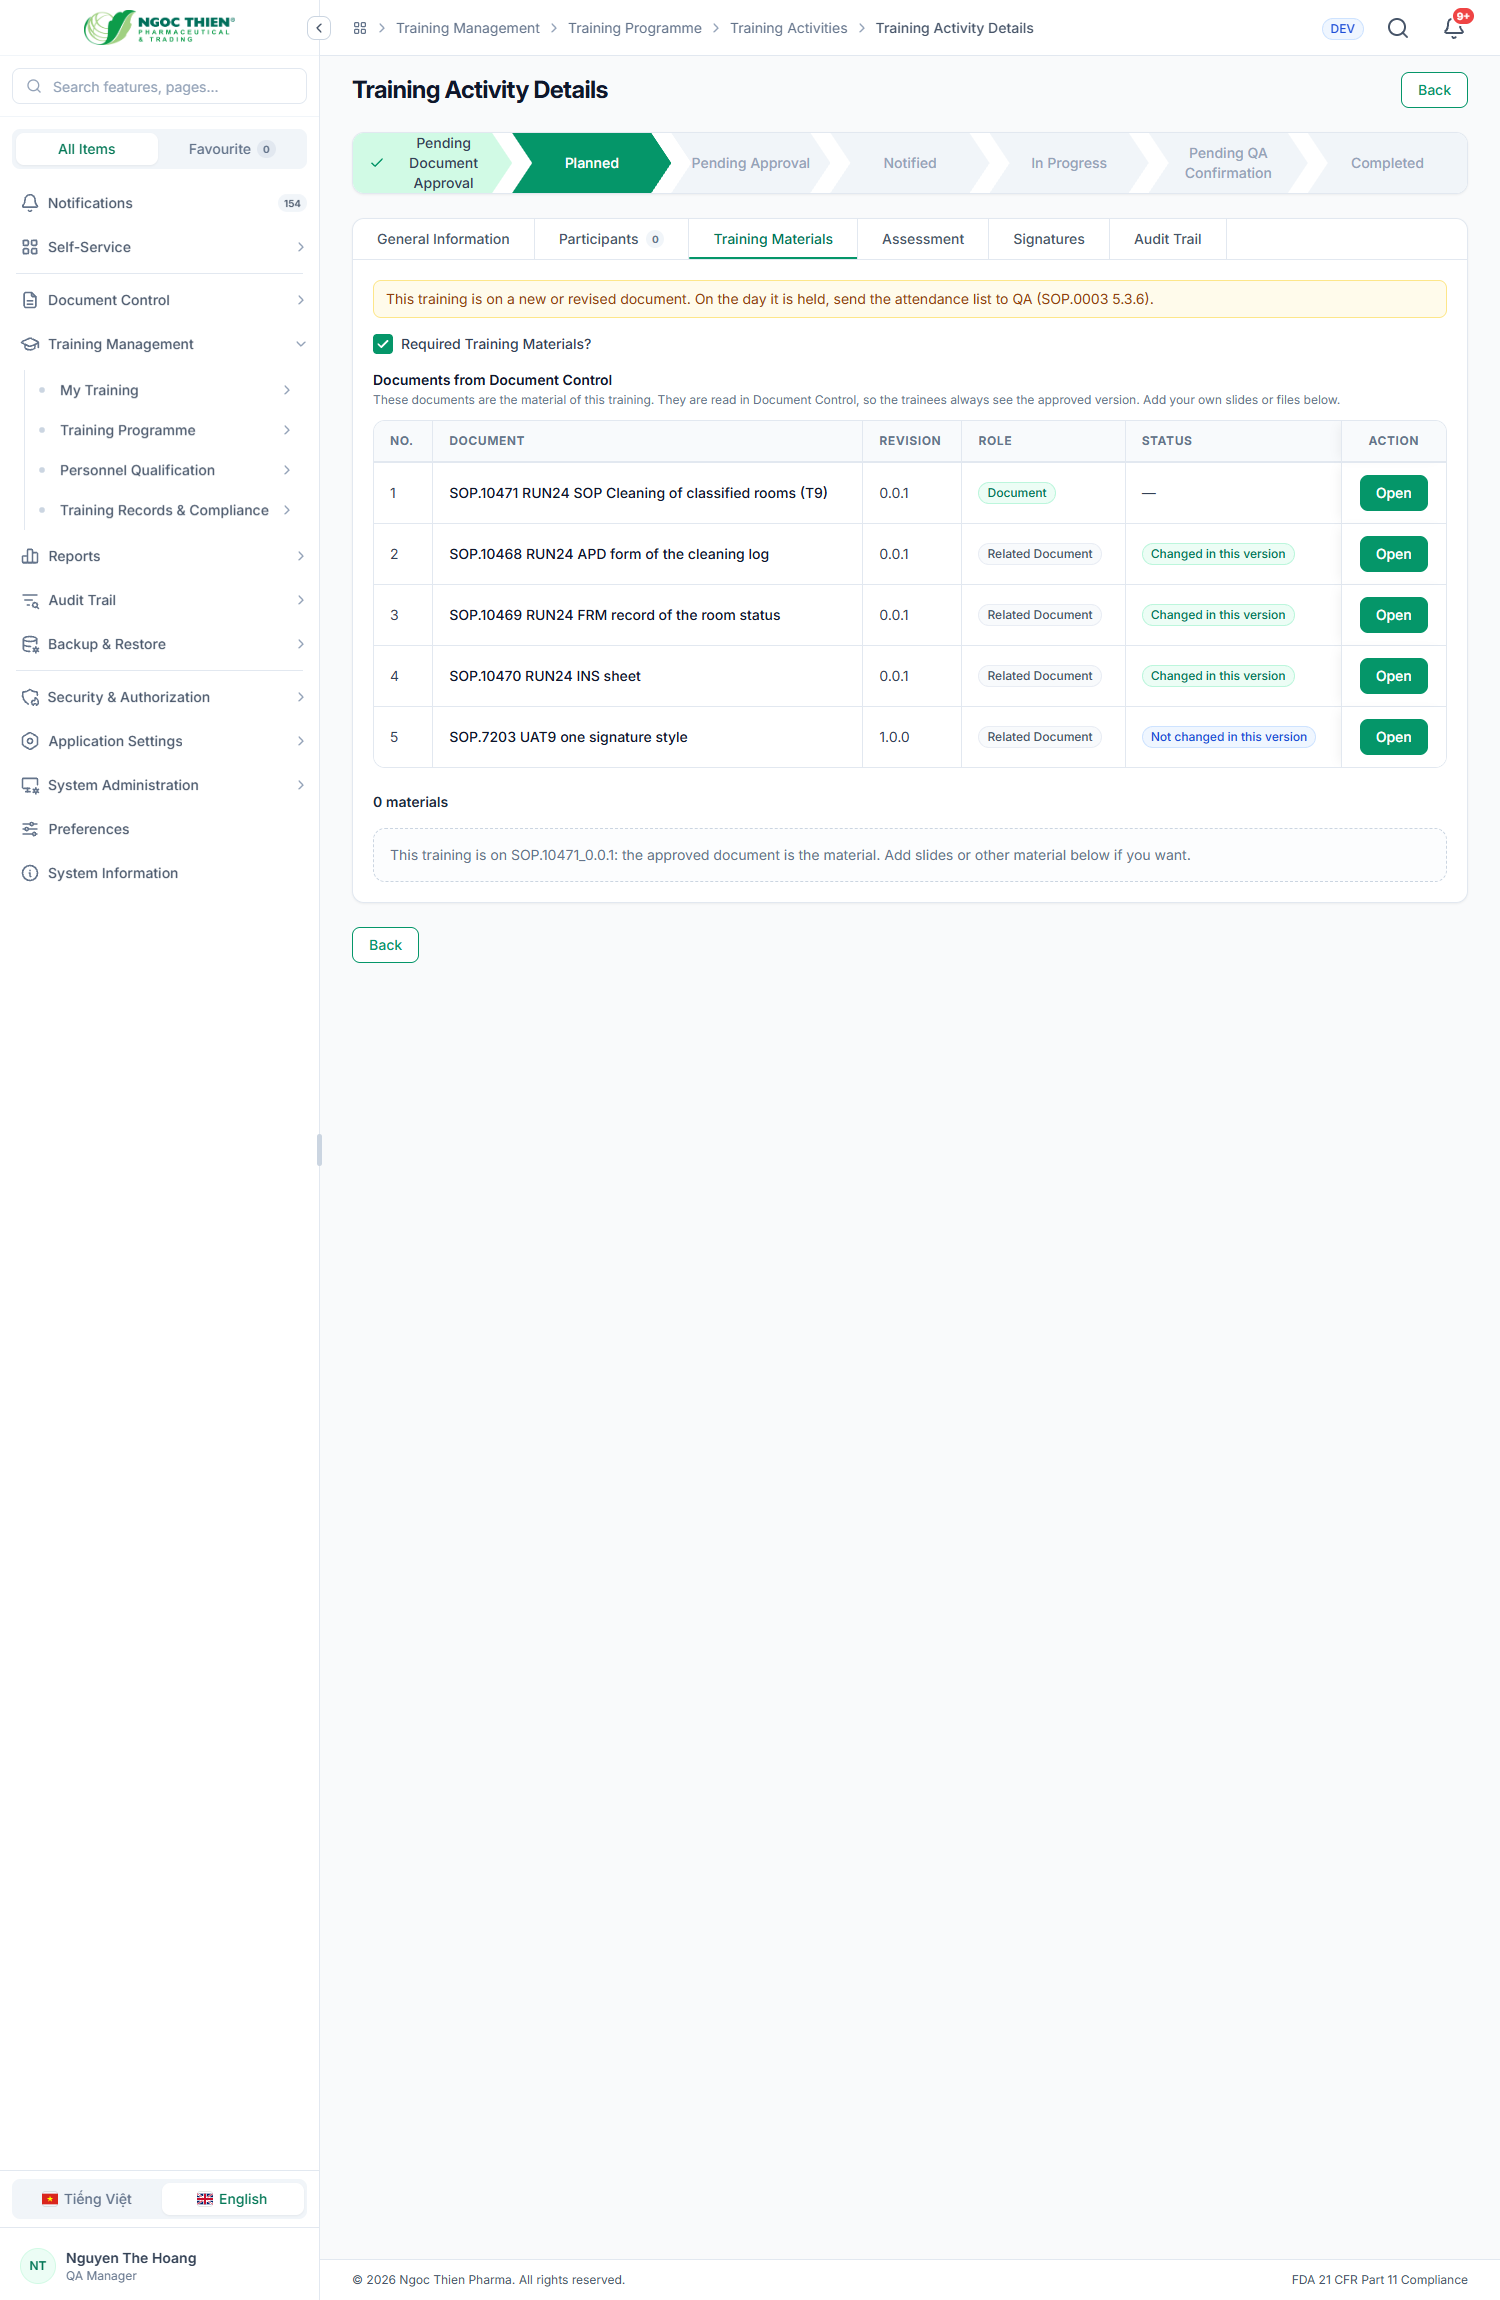 NGOC THIEN®
PHARMACEUTICAL
& TRADING
Search features, pages...
All Items
Favourite 0
Notifications 154
Self-Service
Document Control
Training Management
My Training
Training Programme
Personnel Qualification
Training Records & Compliance
Reports
Audit Trail
Backup & Restore
Security & Authorization
Application Settings
System Administration
Preferences
System Information
Tiếng Việt
English
NT
Nguyen The Hoang
QA Manager
Training Management > Training Programme > Training Activities > Training Activity Details
DEV
9+
Training Activity Details
Back
Pending
Document
Approval
Planned
Pending Approval
Notified
In Progress
Pending QA
Confirmation
Completed
General Information
Participants 0
Training Materials
Assessment
Signatures
Audit Trail
This training is on a new or revised document. On the day it is held, send the attendance list to QA (SOP.0003 5.3.6).
Required Training Materials?
Documents from Document Control
These documents are the material of this training. They are read in Document Control, so the trainees always see the approved version. Add your own slides or files below.
NO. DOCUMENT REVISION ROLE STATUS ACTION
1 SOP.10471 RUN24 SOP Cleaning of classified rooms (T9) 0.0.1 Document — Open
2 SOP.10468 RUN24 APD form of the cleaning log 0.0.1 Related Document Changed in this version Open
3 SOP.10469 RUN24 FRM record of the room status 0.0.1 Related Document Changed in this version Open
4 SOP.10470 RUN24 INS sheet 0.0.1 Related Document Changed in this version Open
5 SOP.7203 UAT9 one signature style 1.0.0 Related Document Not changed in this version Open
0 materials
This training is on SOP.10471_0.0.1: the approved document is the material. Add slides or other material below if you want.
Back
© 2026 Ngoc Thien Pharma. All rights reserved.
FDA 21 CFR Part 11 Compliance